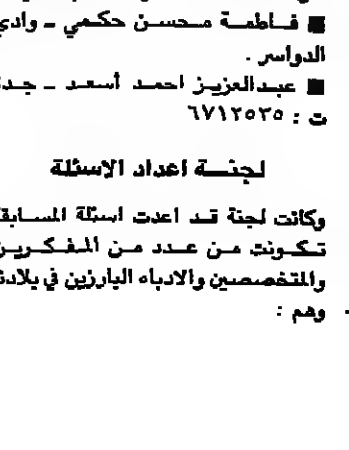 ■ فاطمة محسن حكمي - وادي
الدواسر .
■ عبدالعزيز احمد أسعد - جدة
ت : ٦٧١٢٥٢٥
لجنة اعداد الاسئلة
وكانت لجنة قد اعدت اسئلة المسابقة
تكونت من عدد من المفكرين
والمتخصصين والادباء البارزين في بلادنا
وهم :